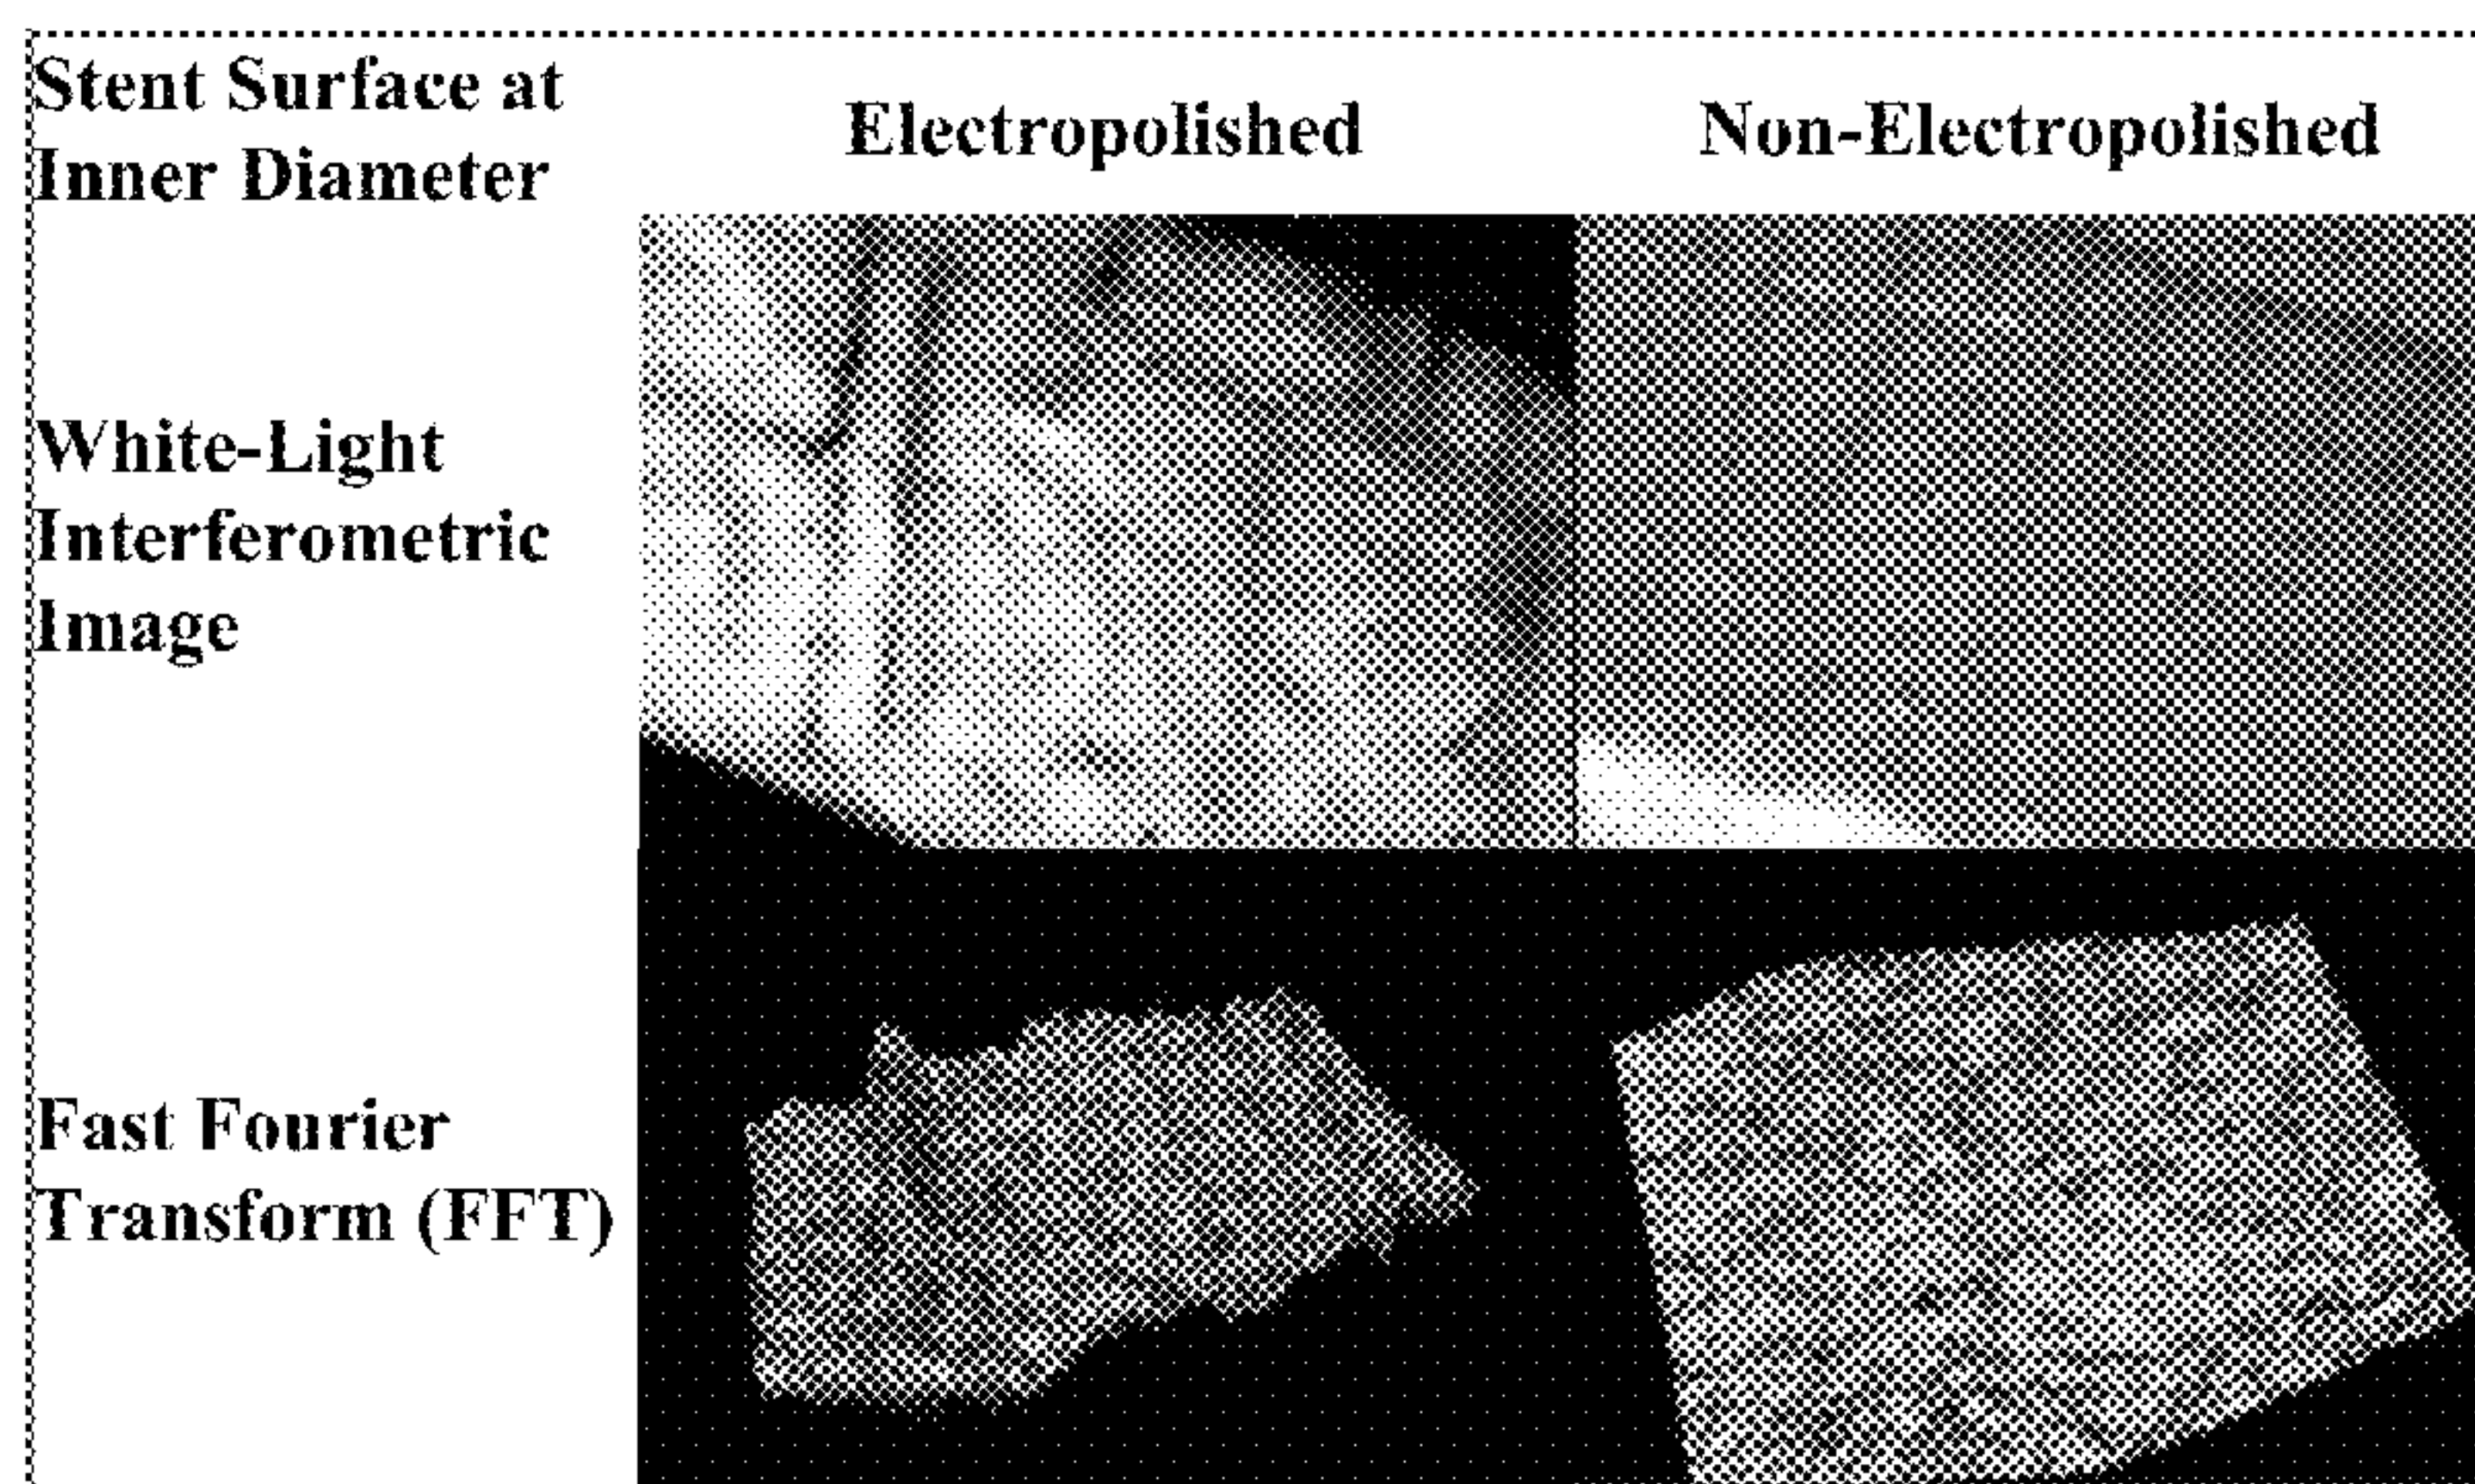 Stent Surface at
Inner Diameter
Electropolished
Non-Electropolished
White-Light
Interferometric
Image
Fast Fourier
Transform (FFT)